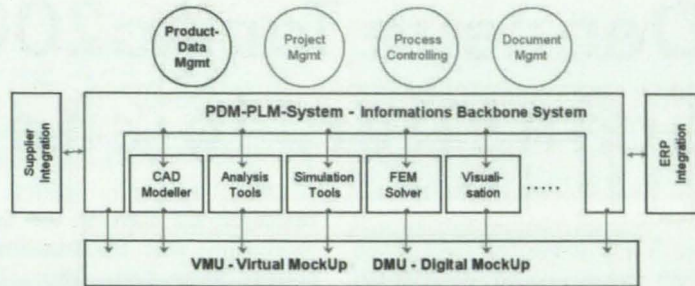 Product-
Data
Mgmt
Project
Mgmt
Process
Controlling
Document
Mgmt
Supplier
Integration
PDM-PLM-System - Informations Backbone System
ERP
Integration
CAD
Modeller
Analysis
Tools
Simulation
Tools
FEM
Solver
Visuali-
sation
.....
VMU - Virtual MockUp DMU - Digital MockUp